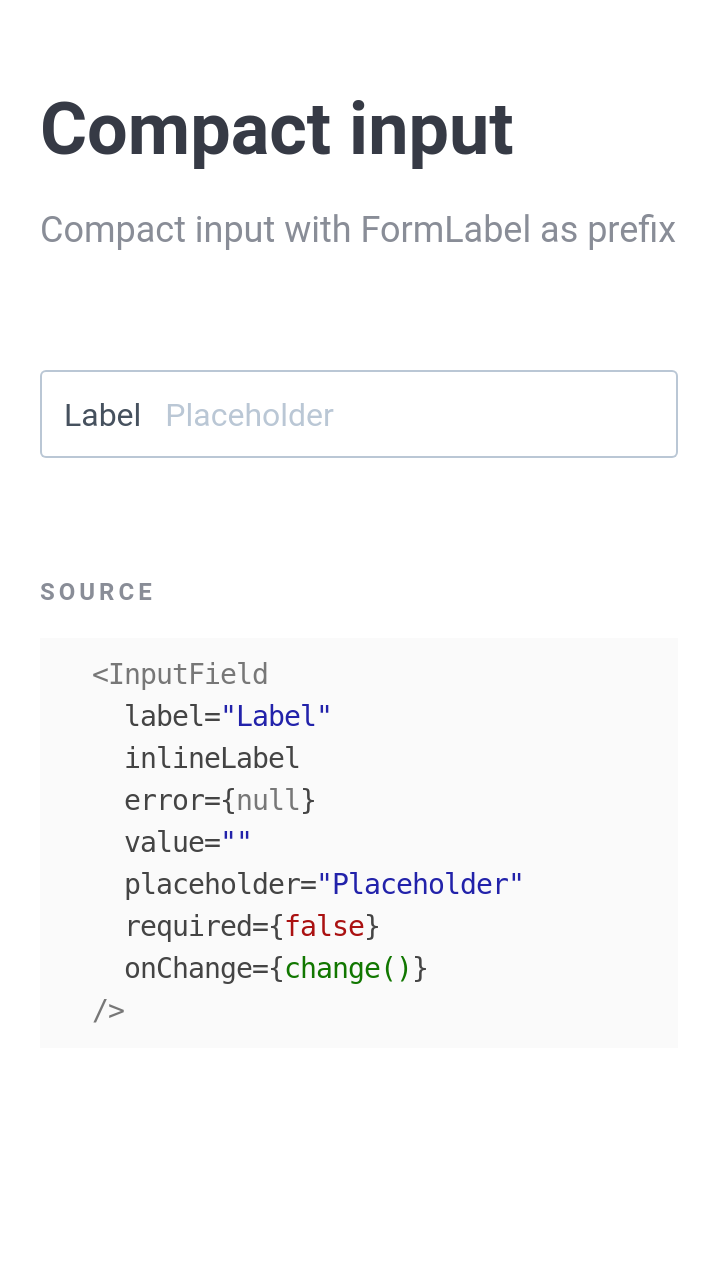 Compact input
Compact input with FormLabel as prefix
Label Placeholder
SOURCE
<InputField
label="Label"
inlineLabel
error={null}
value=""
placeholder="Placeholder"
required={false}
onChange={change()}
/>